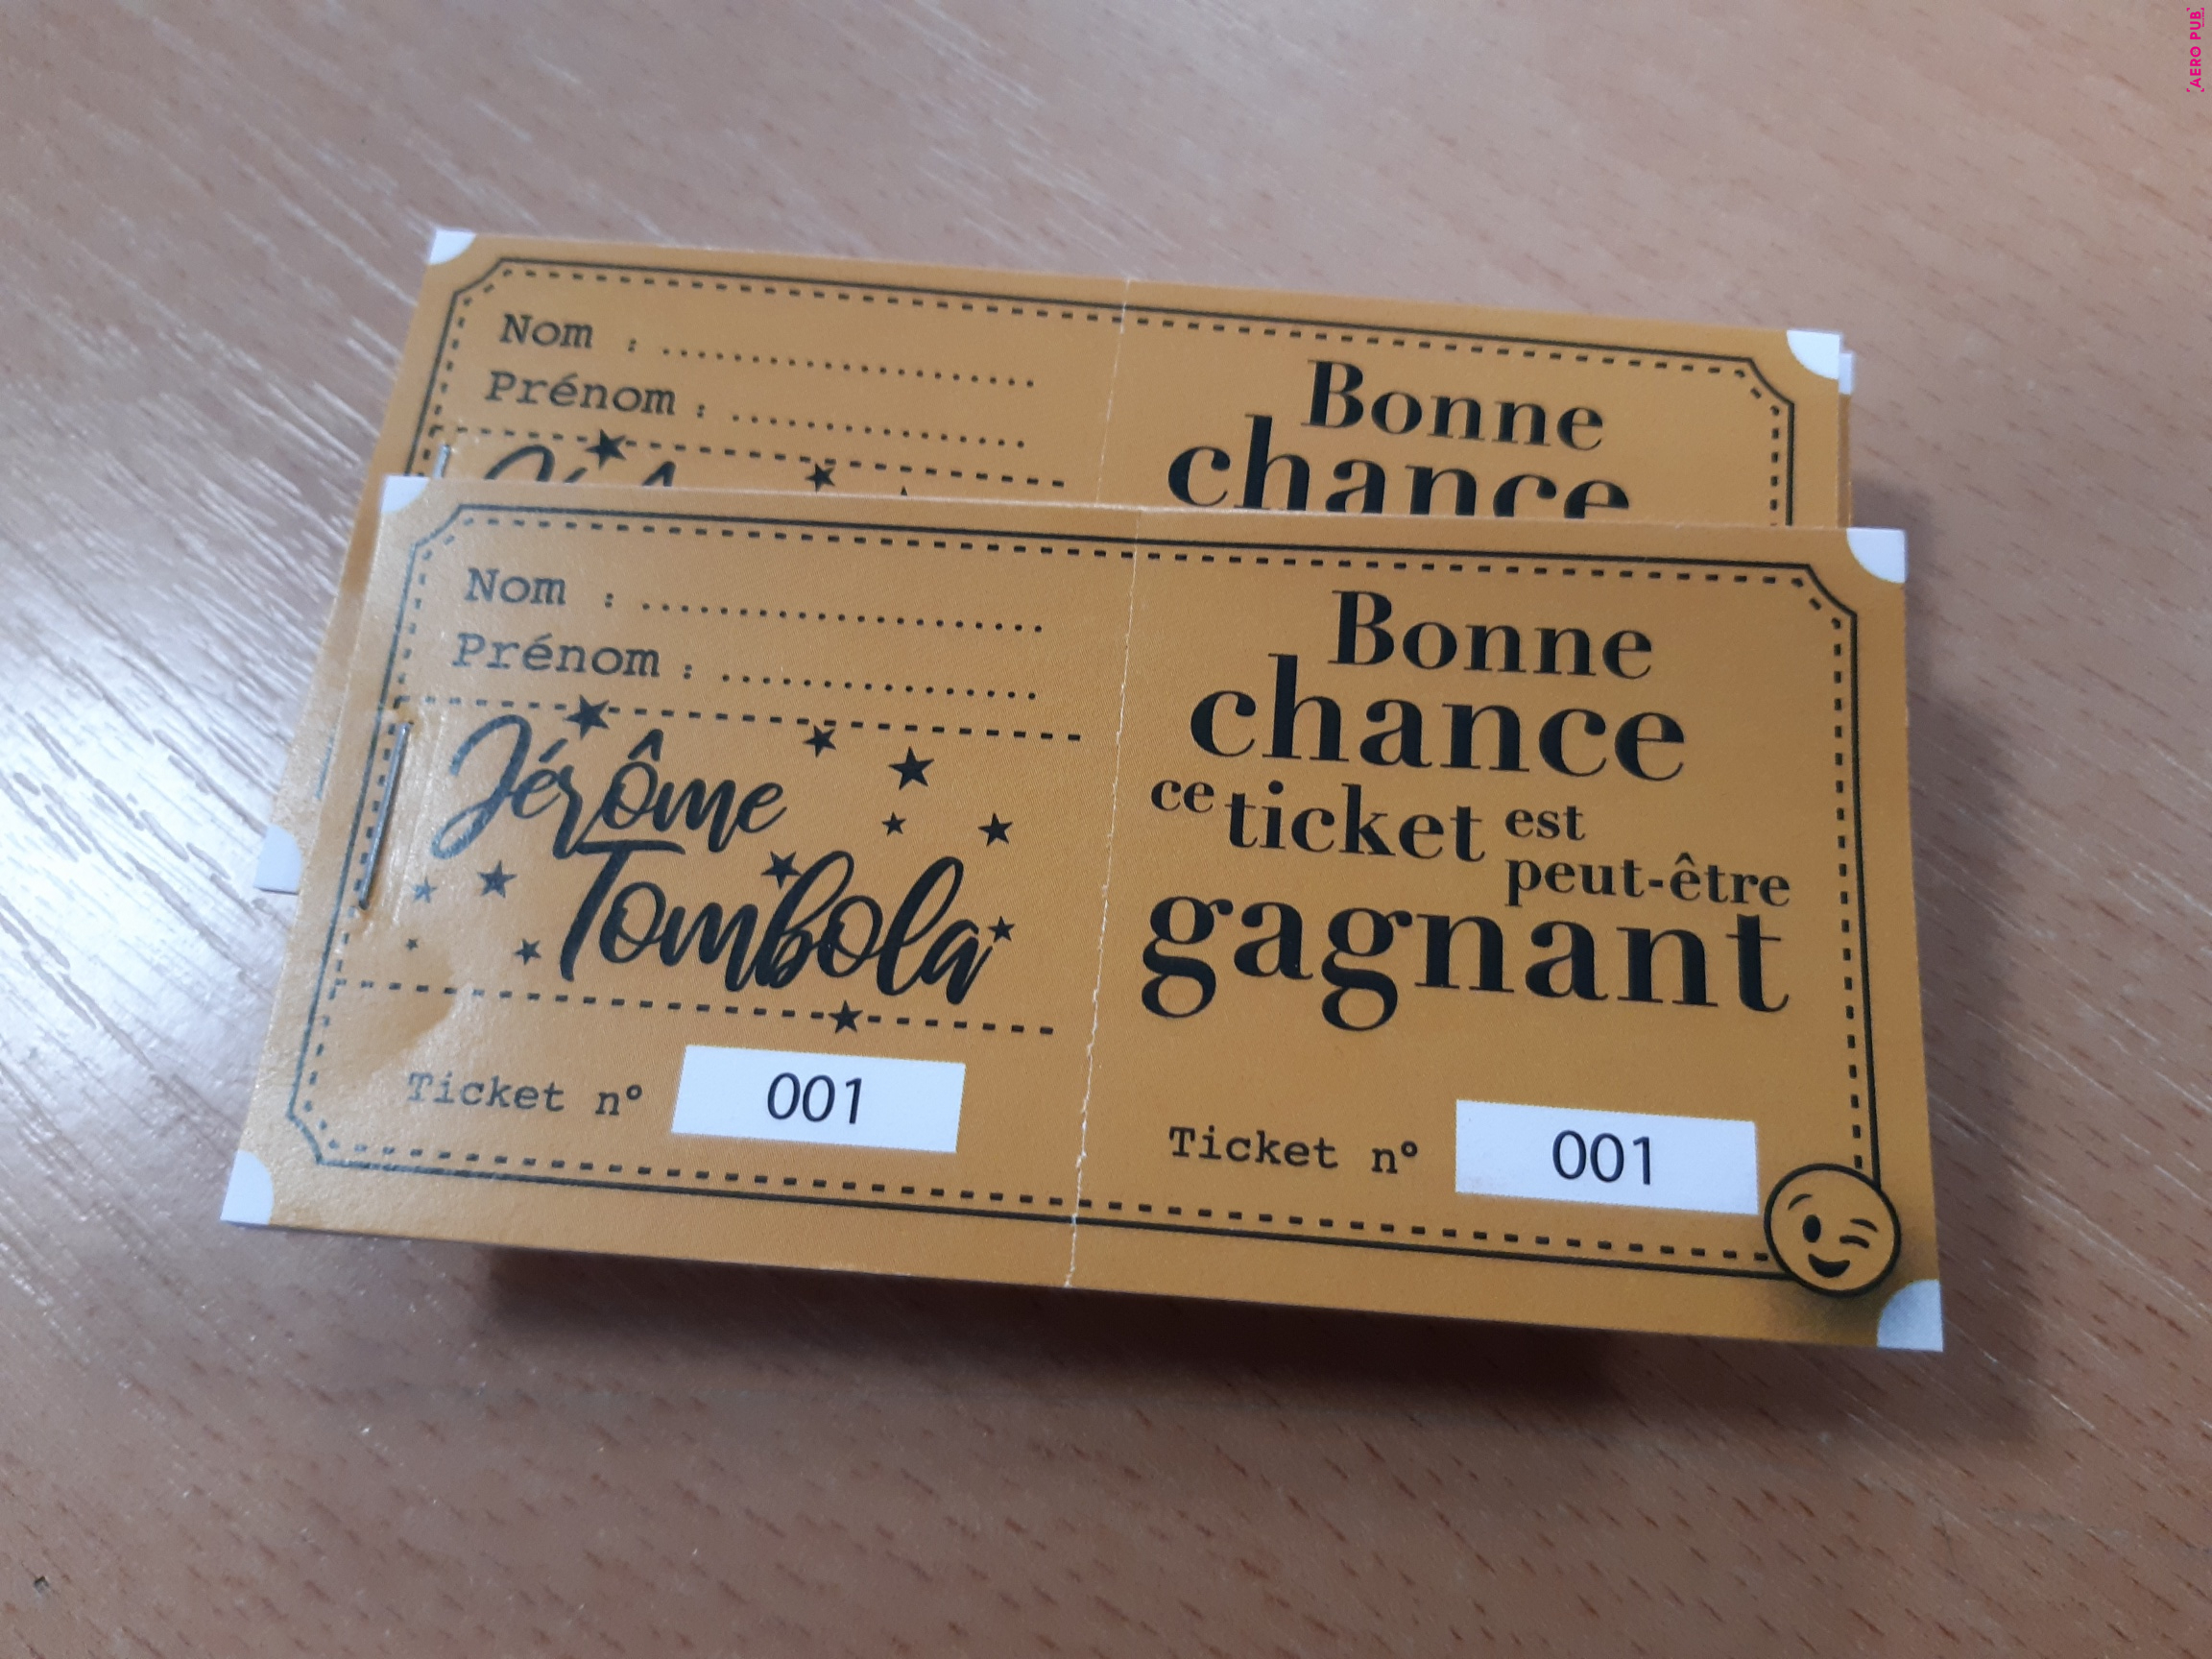 AERO PUB
Nom : ....................
Prénom : ................
Bonne
chance
Nom : .....................
Prénom : .................
Jérôme
Tombola
Ticket n° 001
Bonne
chance
ce ticket est
peut-être
gagnant
Ticket n° 001